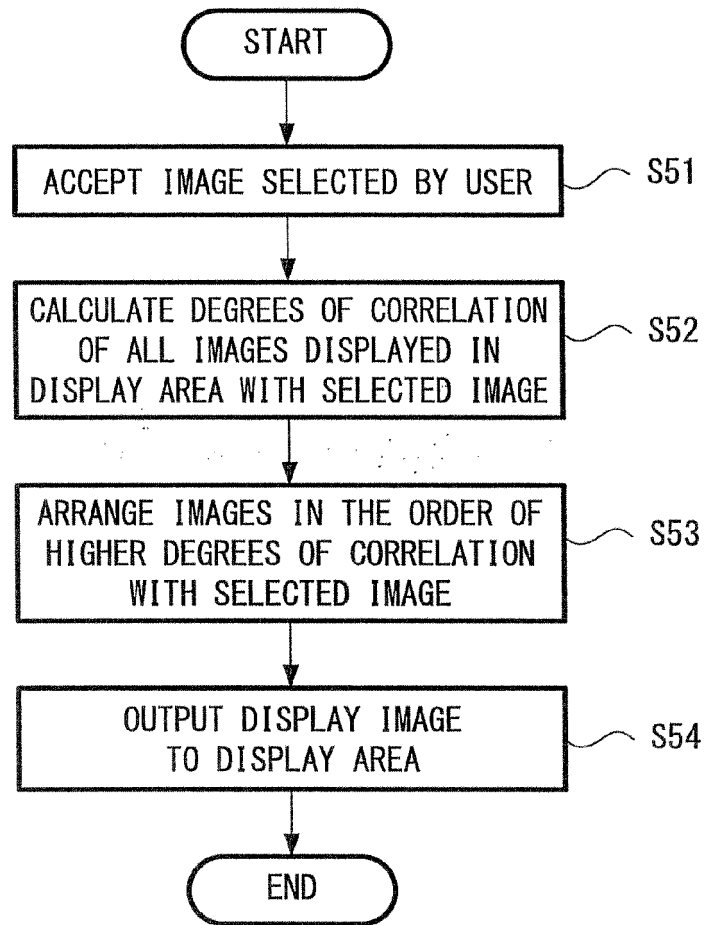 START
ACCEPT IMAGE SELECTED BY USER
S51
CALCULATE DEGREES OF CORRELATION
OF ALL IMAGES DISPLAYED IN
DISPLAY AREA WITH SELECTED IMAGE
S52
ARRANGE IMAGES IN THE ORDER OF
HIGHER DEGREES OF CORRELATION
WITH SELECTED IMAGE
S53
OUTPUT DISPLAY IMAGE
TO DISPLAY AREA
S54
END